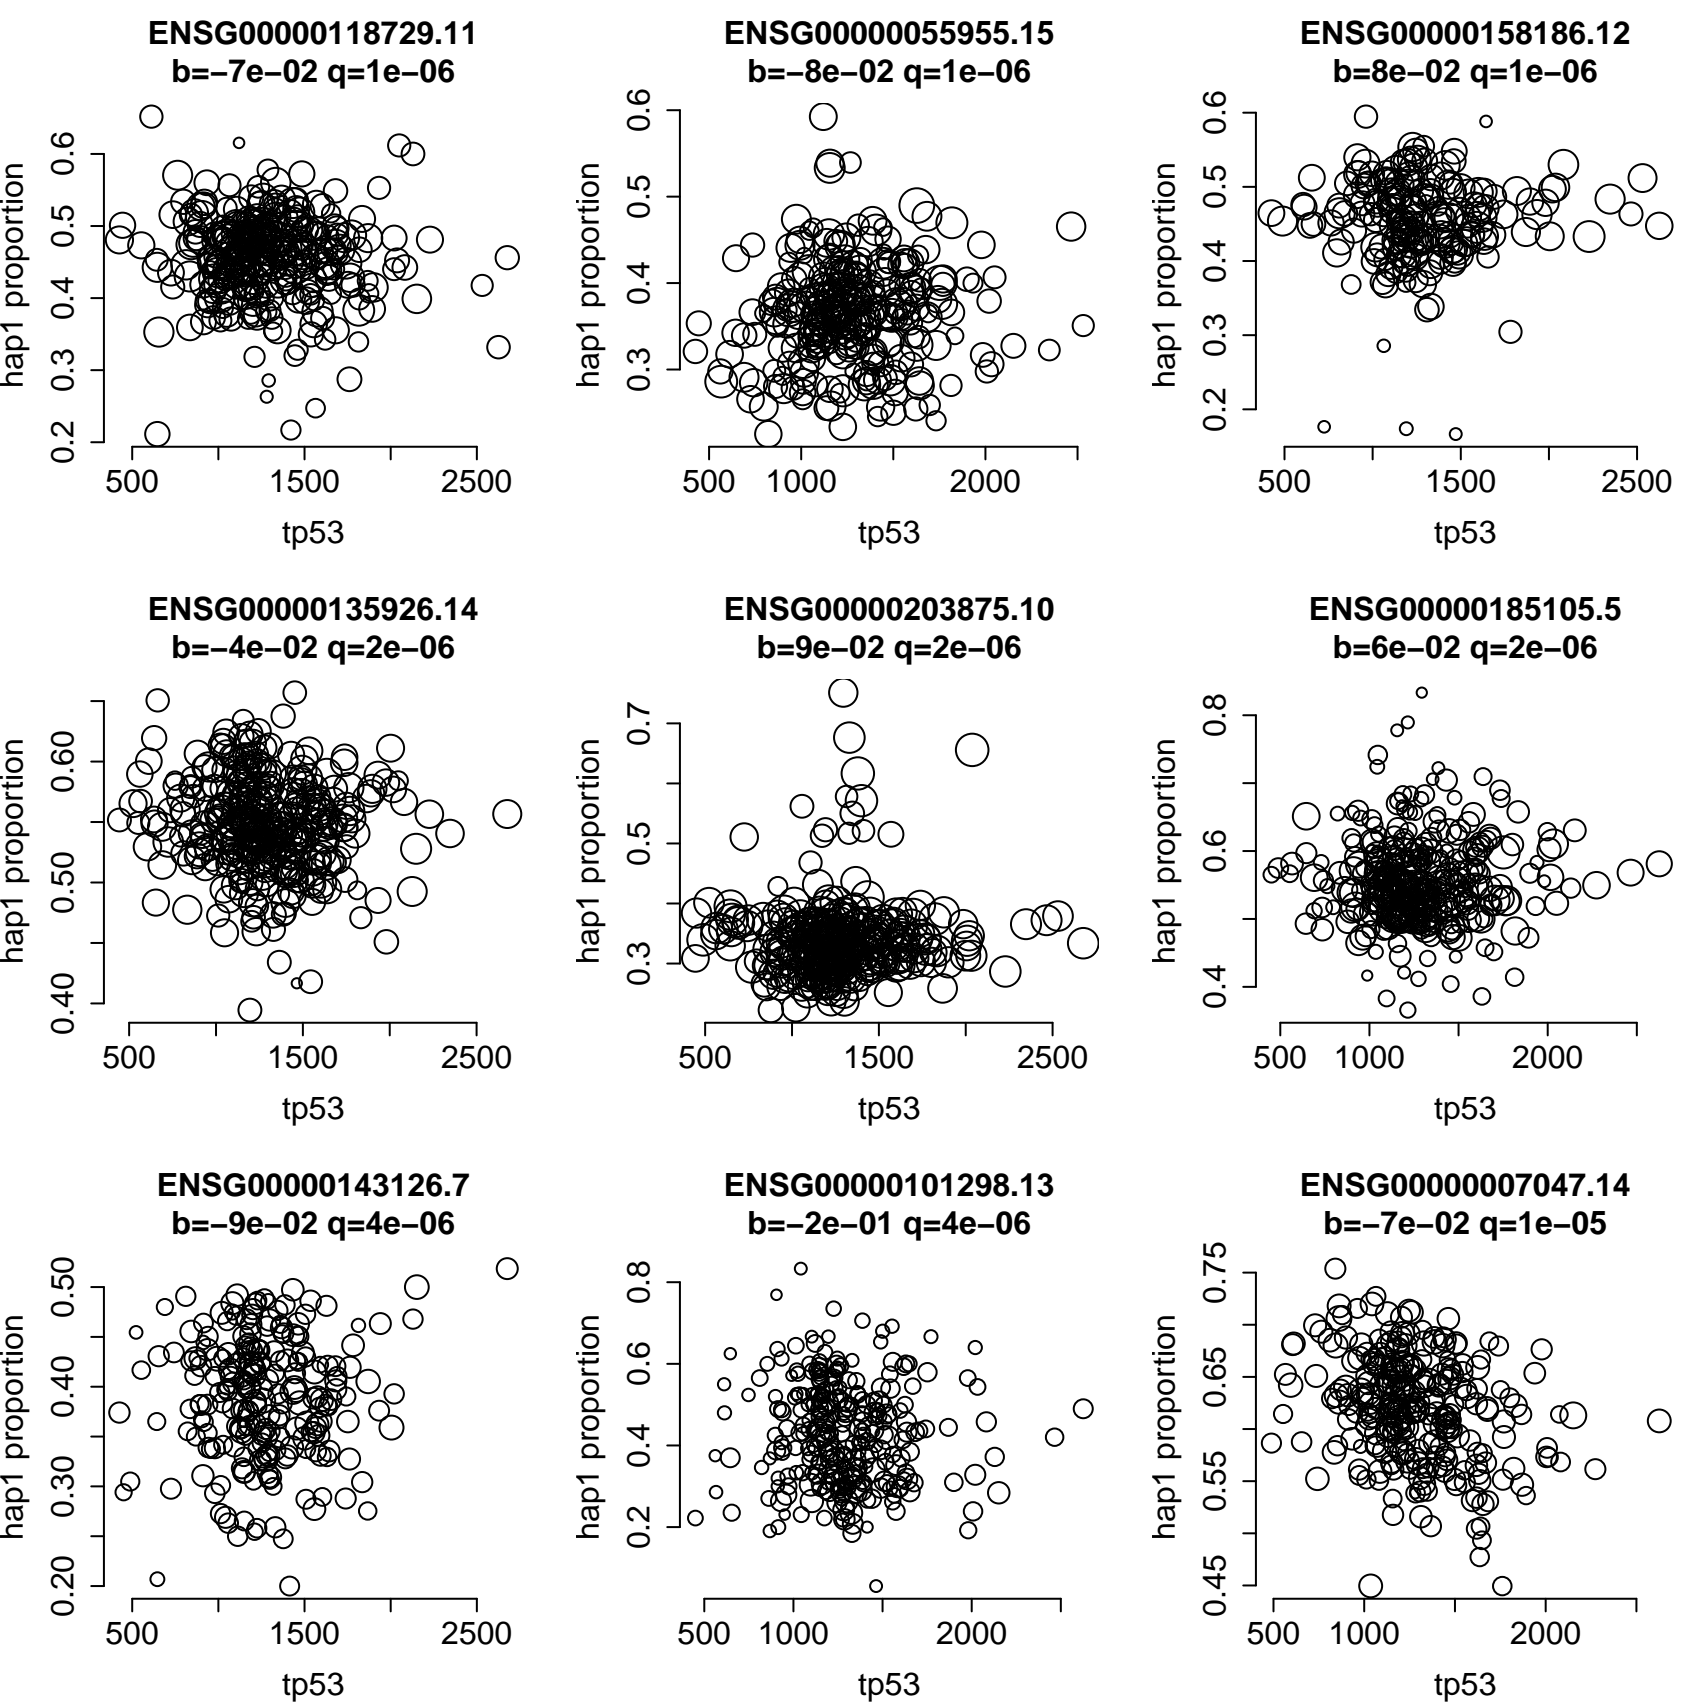 ENSG00000118729.11
b=−7e−02 q=1e−06
hap1 proportion
0.2 0.3 0.4 0.5 0.6
500 1500 2500
tp53
ENSG00000055955.15
b=−8e−02 q=1e−06
hap1 proportion
0.3 0.4 0.5 0.6
500 1000 2000
tp53
ENSG00000158186.12
b=8e−02 q=1e−06
hap1 proportion
0.2 0.3 0.4 0.5 0.6
500 1500 2500
tp53
ENSG00000135926.14
b=−4e−02 q=2e−06
hap1 proportion
0.40 0.50 0.60
500 1500 2500
tp53
ENSG00000203875.10
b=9e−02 q=2e−06
hap1 proportion
0.3 0.5 0.7
500 1500 2500
tp53
ENSG00000185105.5
b=6e−02 q=2e−06
hap1 proportion
0.4 0.6 0.8
500 1000 2000
tp53
ENSG00000143126.7
b=−9e−02 q=4e−06
hap1 proportion
0.20 0.30 0.40 0.50
500 1500 2500
tp53
ENSG00000101298.13
b=−2e−01 q=4e−06
hap1 proportion
0.2 0.4 0.6 0.8
500 1000 2000
tp53
ENSG00000007047.14
b=−7e−02 q=1e−05
hap1 proportion
0.45 0.55 0.65 0.75
500 1000 2000
tp53